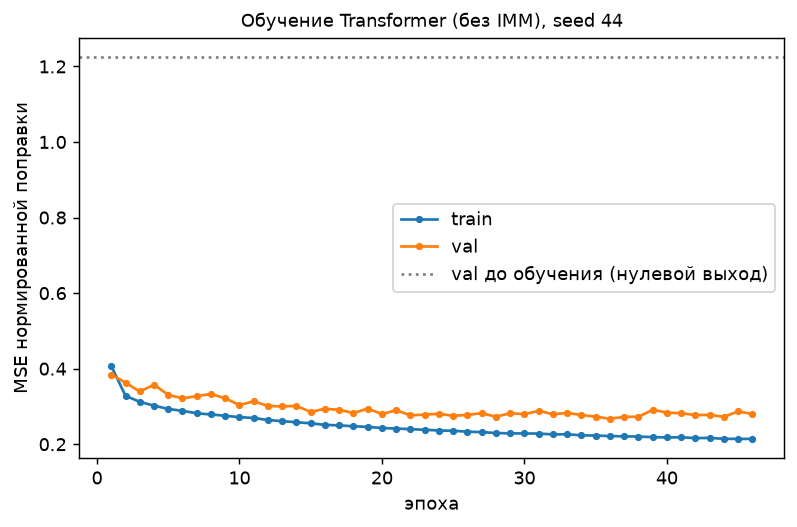 Обучение Transformer (без IMM), seed 44
MSE нормированной поправки
1.2
1.0
0.8
0.6
0.4
0.2
train
val
val до обучения (нулевой выход)
0
10
20
30
40
эпоха